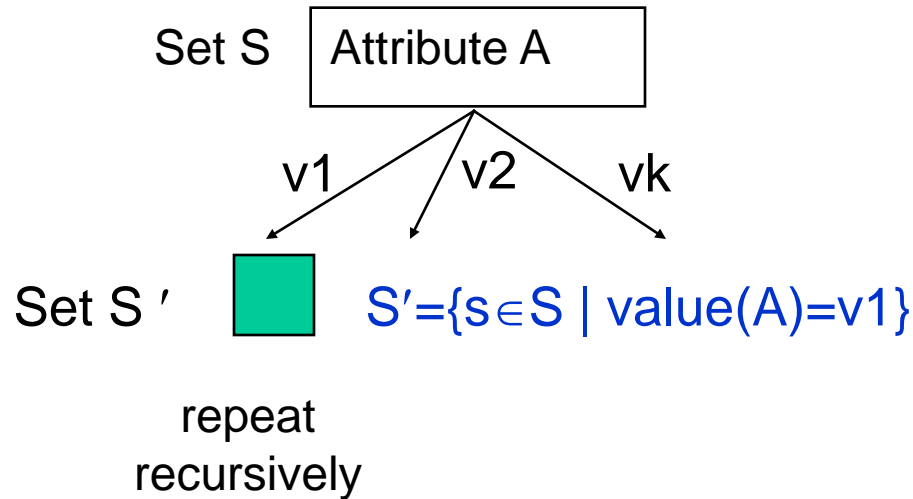 Set S Attribute A
v1 v2 vk
Set S ′ S′={s∈S | value(A)=v1}
repeat
recursively